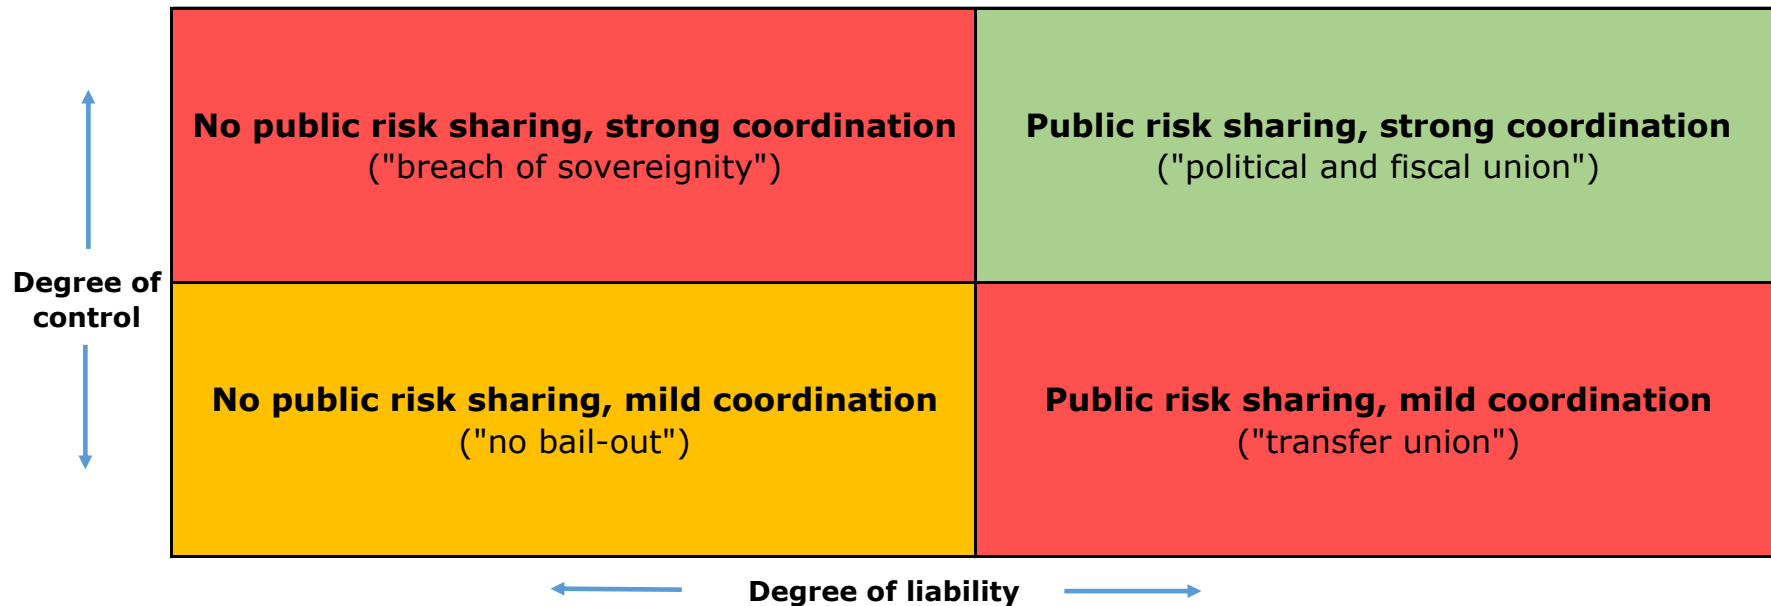 No public risk sharing, strong coordination
("breach of sovereignity")
Public risk sharing, strong coordination
("political and fiscal union")
Degree of
control
No public risk sharing, mild coordination
("no bail-out")
Public risk sharing, mild coordination
("transfer union")
Degree of liability